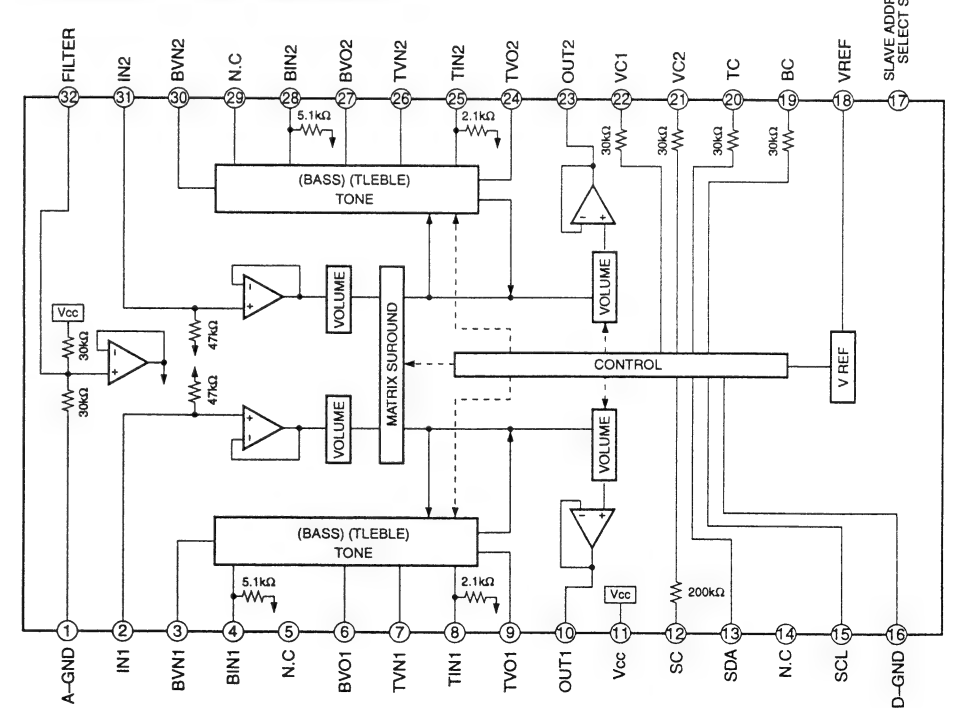 FILTER
IN2
BVN2
N.C
BIN2
BVO2
TVN2
TIN2
TVO2
OUT2
VC1
VC2
TC
BC
VREF
SLAVE ADDR
SELECT S
32
31
30
29
28
27
26
25
24
23
22
21
20
19
18
17
5.1kΩ
2.1kΩ
30kΩ
30kΩ
30kΩ
30kΩ
(BASS) (TLEBLE)
TONE
- +
Vcc
30kΩ
30kΩ
-
+
47kΩ
47kΩ
-
+
VOLUME
MATRIX SUROUND
VOLUME
CONTROL
V REF
+
-
VOLUME
VOLUME
(BASS) (TLEBLE)
TONE
- +
5.1kΩ
2.1kΩ
Vcc
200kΩ
1
2
3
4
5
6
7
8
9
10
11
12
13
14
15
16
A-GND
IN1
BVN1
BIN1
N.C
BVO1
TVN1
TIN1
TVO1
OUT1
Vcc
SC
SDA
N.C
SCL
D-GND